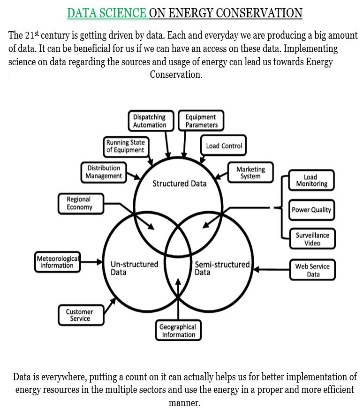 DATA SCIENCE ON ENERGY CONSERVATION
The 21st century is getting driven by data. Each and everyday we are producing a big amount
of data. It can be beneficial for us if we can have an access on these data. Implementing
science on data regarding the sources and usage of energy can lead us towards Energy
Conservation.
Dispatching
Automation
Equipment
Parameters
Running State
of Equipment
Load Control
Distribution
Management
Marketing
System
Structured Data
Load
Monitoring
Regional
Economy
Power Quality
Surveillance
Video
Meteorological
Information
Un-structured
Data
Semi-structured
Data
Web Service
Data
Customer
Service
Geographical
Information
Data is everywhere, putting a count on it can actually helps us for better implementation of
energy resources in the multiple sectors and use the energy in a proper and more efficient
manner.